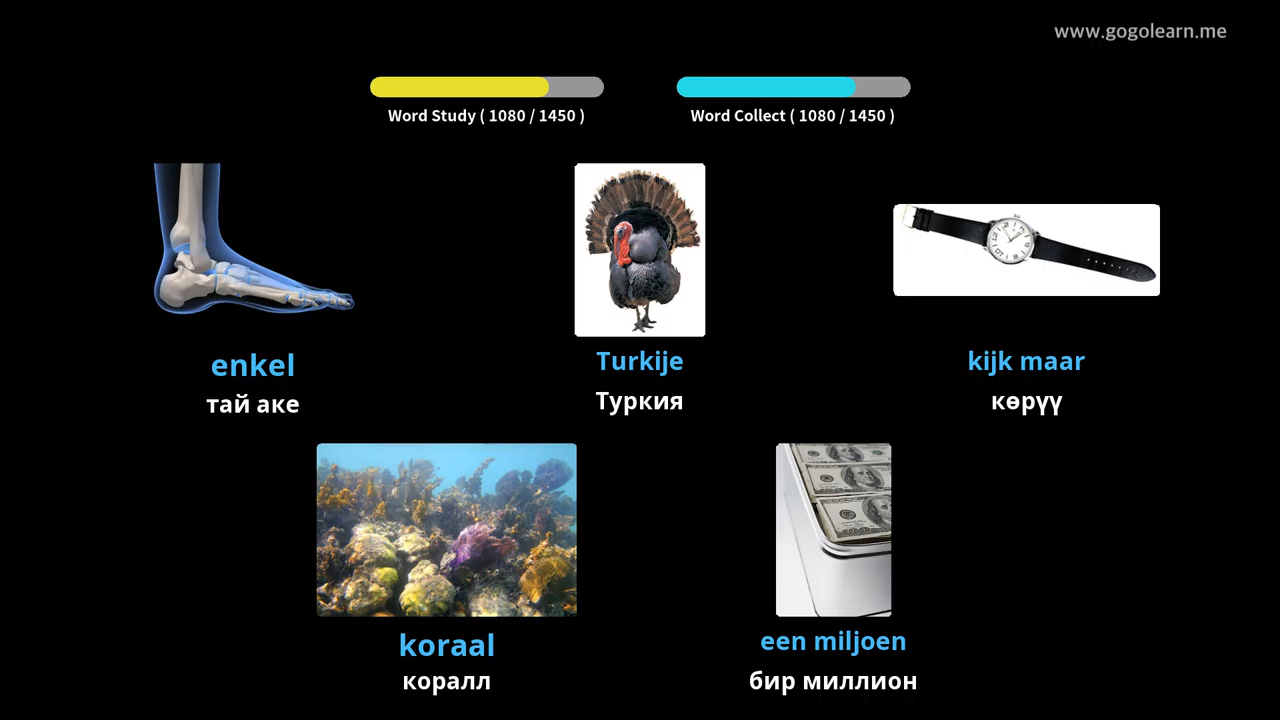 www.gogolearn.me
Word Study ( 1080 / 1450 )
Word Collect ( 1080 / 1450 )
enkel
тай аке
Turkije
Туркия
kijk maar
көрүү
koraal
коралл
een miljoen
бир миллион